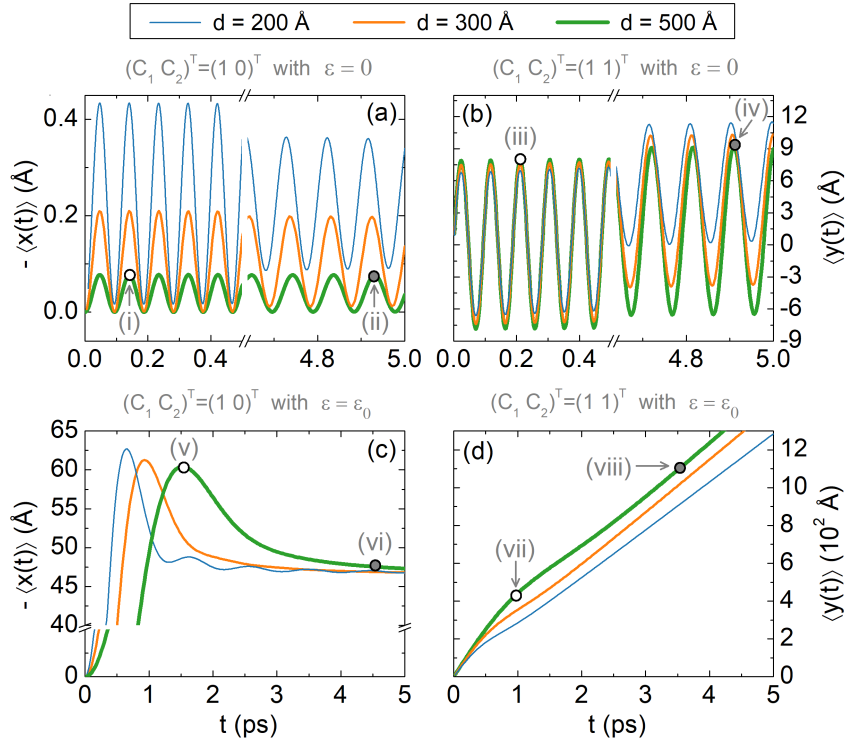 d = 200 Å d = 300 Å d = 500 Å
(C₁ C₂)ᵀ=(1 0)ᵀ with ε = 0
(C₁ C₂)ᵀ=(1 1)ᵀ with ε = 0
(a)
- ⟨x(t)⟩ (Å)
0.4
0.2
0.0
(i)
(ii)
0.0 0.2 0.4 4.8 5.0
(b)
(iii)
(iv)
12
9
6
3
0
-3
-6
-9
⟨y(t)⟩ (Å)
0.0 0.2 0.4 4.8 5.0
(C₁ C₂)ᵀ=(1 0)ᵀ with ε = ε₀
(C₁ C₂)ᵀ=(1 1)ᵀ with ε = ε₀
(c)
- ⟨x(t)⟩ (Å)
65
60
55
50
45
40
0
(v)
(vi)
0 1 2 3 4 5
t (ps)
(d)
(vii)
(viii)
12
10
8
6
4
2
0
⟨y(t)⟩ (10² Å)
0 1 2 3 4 5
t (ps)